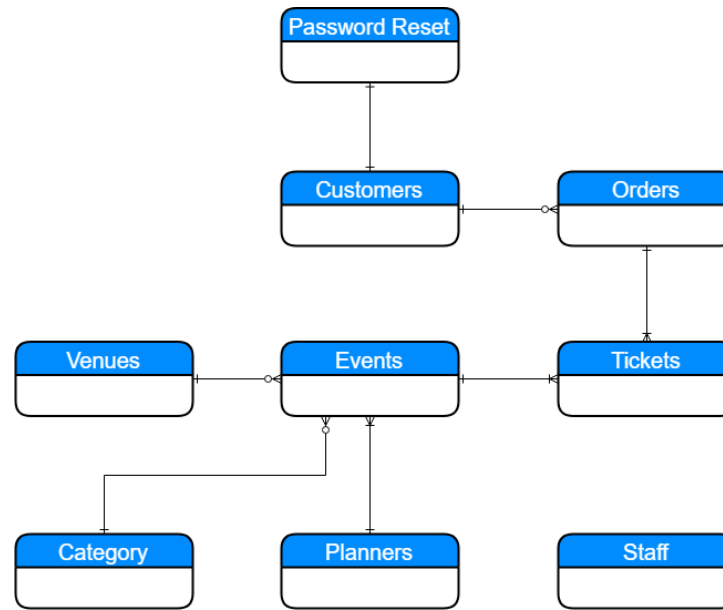 Password Reset
Customers
Orders
Venues
Events
Tickets
Category
Planners
Staff